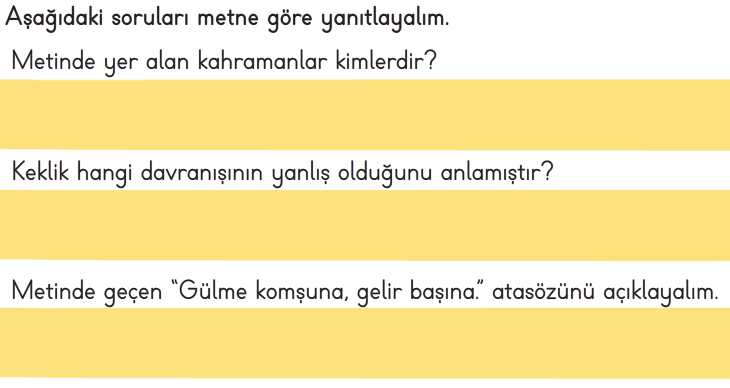 Aşağıdaki soruları metne göre yanıtlayalım.
Metinde yer alan kahramanlar kimlerdir?
Keklik hangi davranışının yanlış olduğunu anlamıştır?
Metinde geçen “Gülme komşuna, gelir başına.” atasözünü açıklayalım.